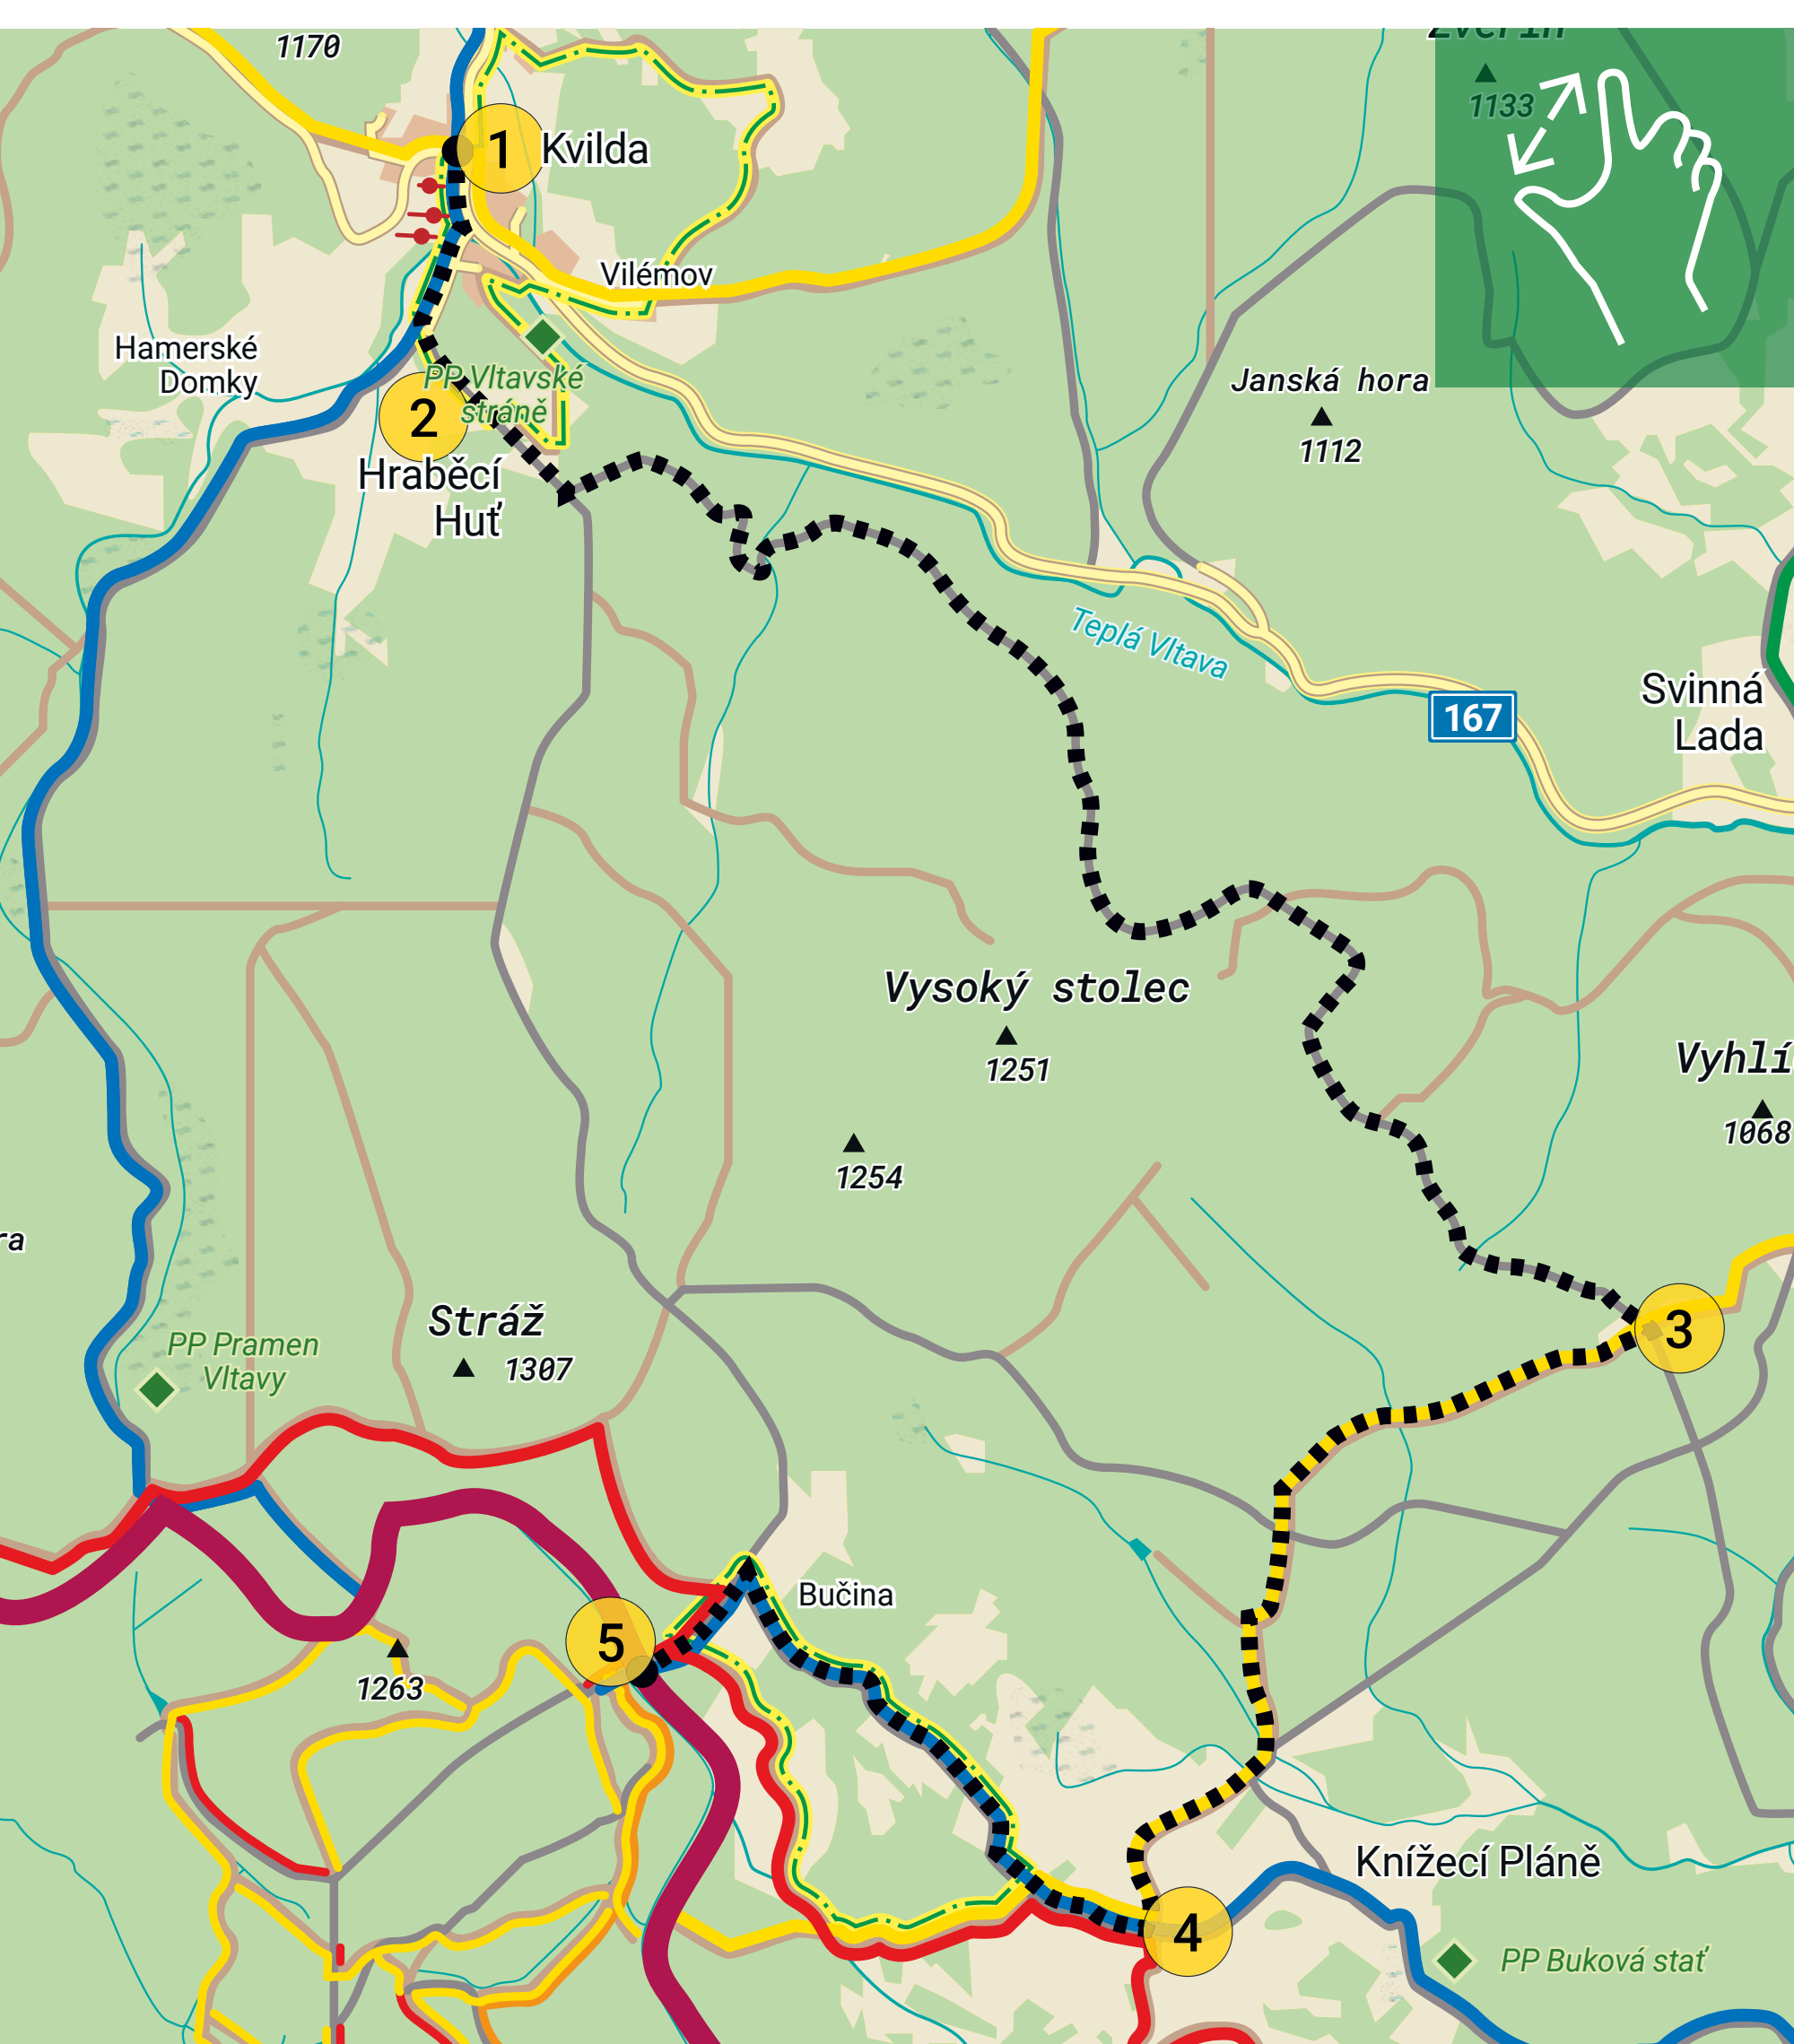 Zvěřín
1170
1133
1
Kvilda
Vilémov
Hamerské
Domky
PP Vltavské
stráně
2
Hraběcí
Huť
Janská hora
1112
Teplá Vltava
167
Svinná
Lada
Vysoký stolec
1251
Vyhlí
1068
1254
ra
Stráž
1307
PP Pramen
Vltavy
3
Bučina
5
1263
Knížecí Pláně
4
PP Buková stať